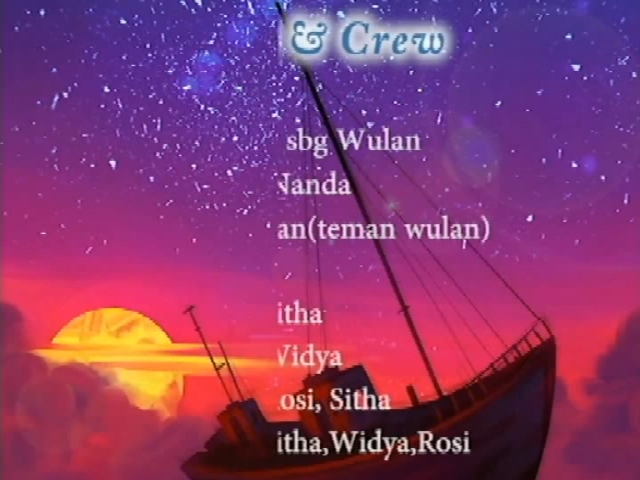 & Crew
sbg Wulan
Nanda
an(teman wulan)
itha
Vidya
osi, Sitha
itha,Widya,Rosi